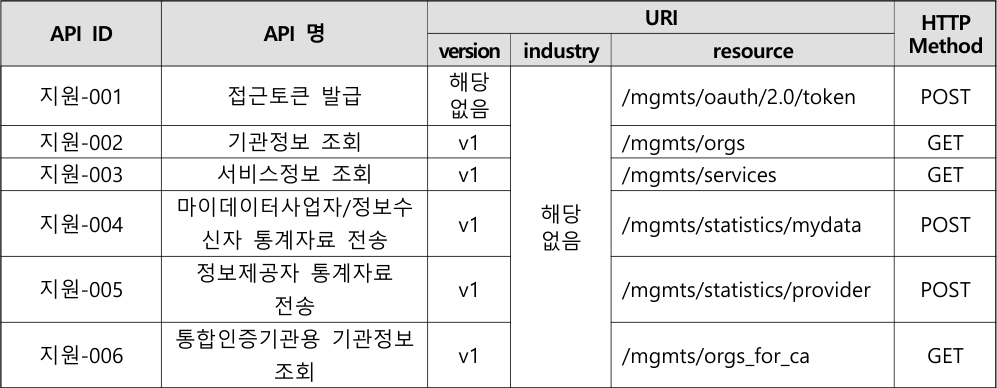 API ID API 명 URI HTTP Method
version industry resource
지원-001 접근토큰 발급 해당 없음 해당 없음 /mgmts/oauth/2.0/token POST
지원-002 기관정보 조회 v1 /mgmts/orgs GET
지원-003 서비스정보 조회 v1 /mgmts/services GET
지원-004 마이데이터사업자/정보수신자 통계자료 전송 v1 /mgmts/statistics/mydata POST
지원-005 정보제공자 통계자료 전송 v1 /mgmts/statistics/provider POST
지원-006 통합인증기관용 기관정보 조회 v1 /mgmts/orgs_for_ca GET